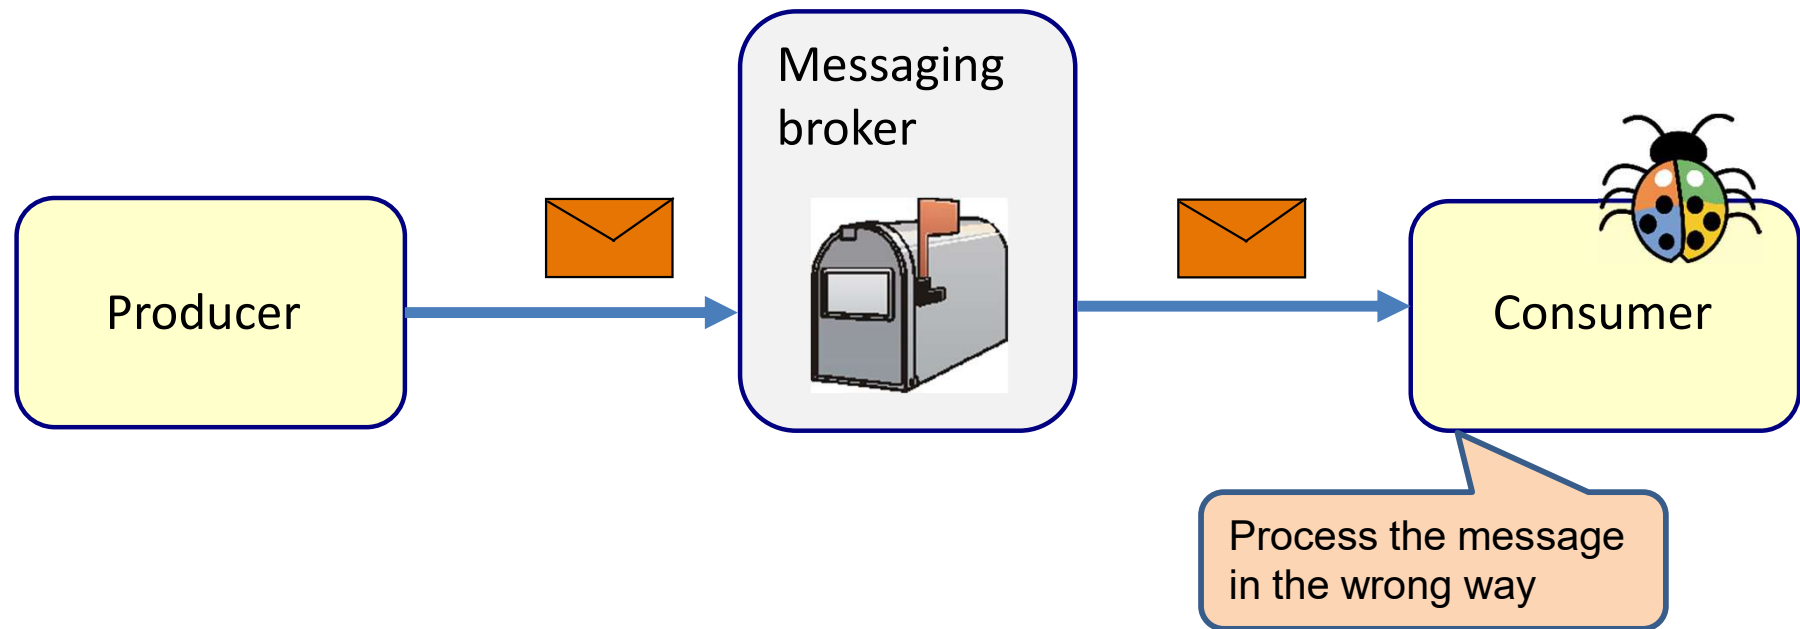 Messaging
broker
Producer
Consumer
Process the message
in the wrong way